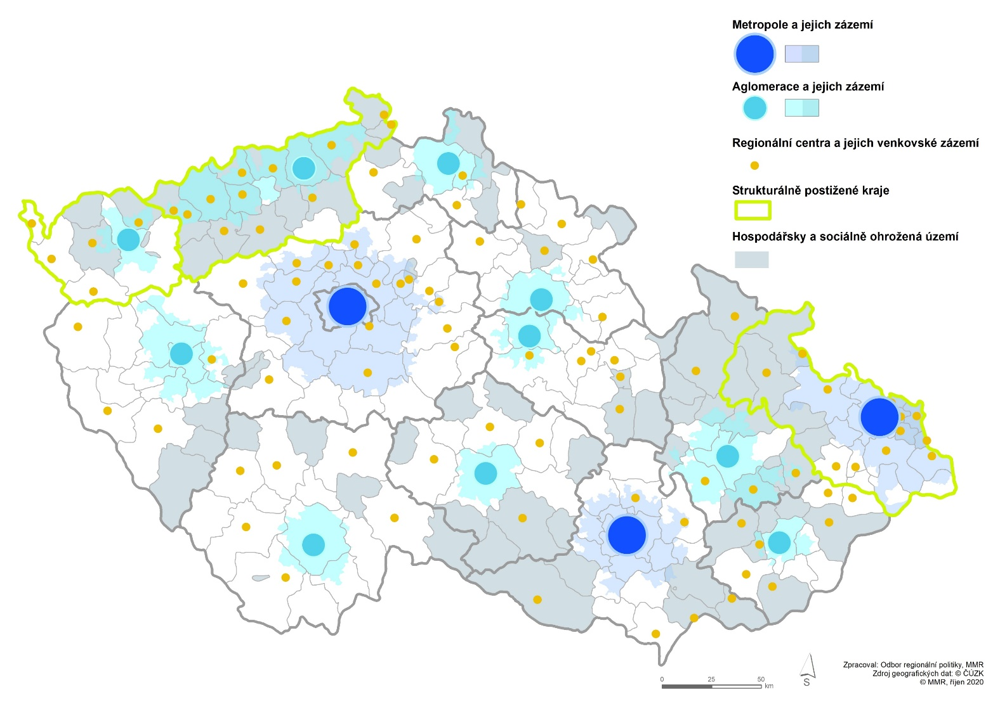 Metropole a jejich zázemí
Aglomerace a jejich zázemí
Regionální centra a jejich venkovské zázemí
Strukturálně postižené kraje
Hospodářsky a sociálně ohrožená území
0 25 50
km
S
Zpracoval: Odbor regionální politiky, MMR
Zdroj geografických dat: © ČÚZK
© MMR, říjen 2020